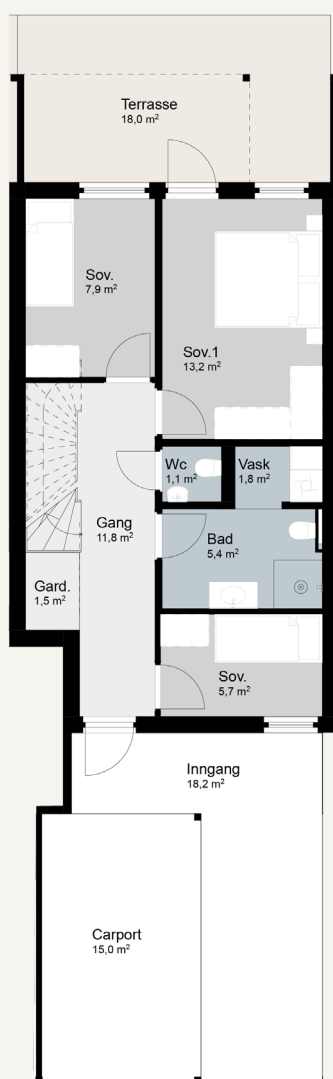 Terrasse
18,0 m²
Sov.
7,9 m²
Sov.1
13,2 m²
Wc
1,1 m²
Vask
1,8 m²
Gang
11,8 m²
Bad
5,4 m²
Gard.
1,5 m²
Sov.
5,7 m²
Inngang
18,2 m²
Carport
15,0 m²